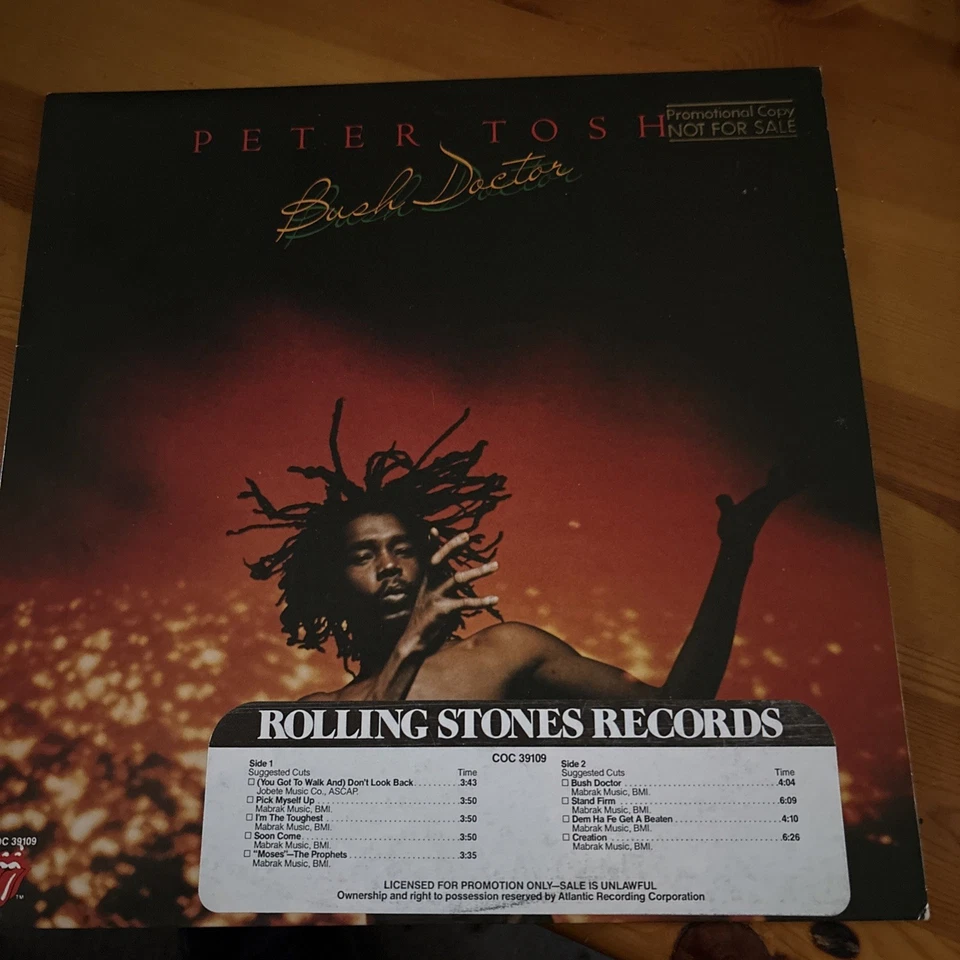 PETER TOSH
Promotional Copy
NOT FOR SALE
Bush Doctor
ROLLING STONES RECORDS
COC 39109
Side 1
Suggested Cuts Time
(You Got To Walk And) Don't Look Back 3:43
Jobete Music Co., ASCAP.
Pick Myself Up 3:50
Mabrak Music, BMI.
I'm The Toughest 3:50
Mabrak Music, BMI.
Soon Come 3:50
Mabrak Music, BMI.
"Moses"—The Prophets 3:35
Mabrak Music, BMI.
Side 2
Suggested Cuts Time
Bush Doctor 4:04
Mabrak Music, BMI.
Stand Firm 6:09
Mabrak Music, BMI.
Dem Ha Fe Get A Beaten 4:10
Mabrak Music, BMI.
Creation 6:26
Mabrak Music, BMI.
LICENSED FOR PROMOTION ONLY—SALE IS UNLAWFUL
Ownership and right to possession reserved by Atlantic Recording Corporation
OC 39109
TM